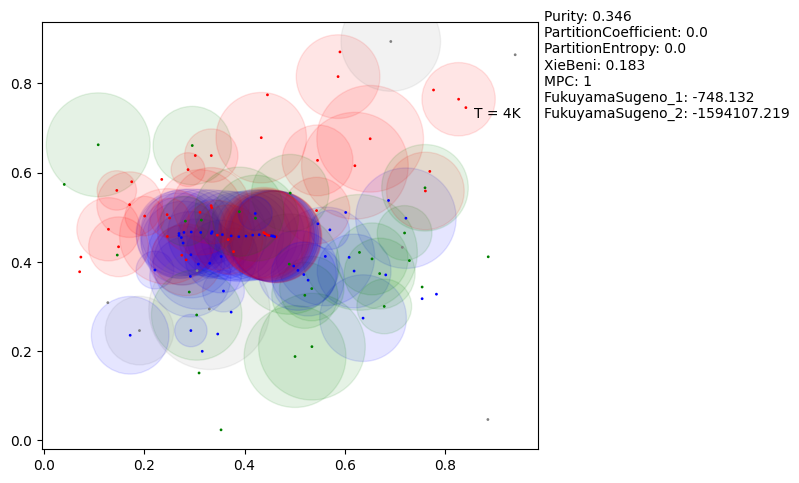 Purity: 0.346
PartitionCoefficient: 0.0
PartitionEntropy: 0.0
XieBeni: 0.183
MPC: 1
FukuyamaSugeno_1: -748.132
FukuyamaSugeno_2: -1594107.219
T = 4K
0.8
0.6
0.4
0.2
0.0
0.0 0.2 0.4 0.6 0.8